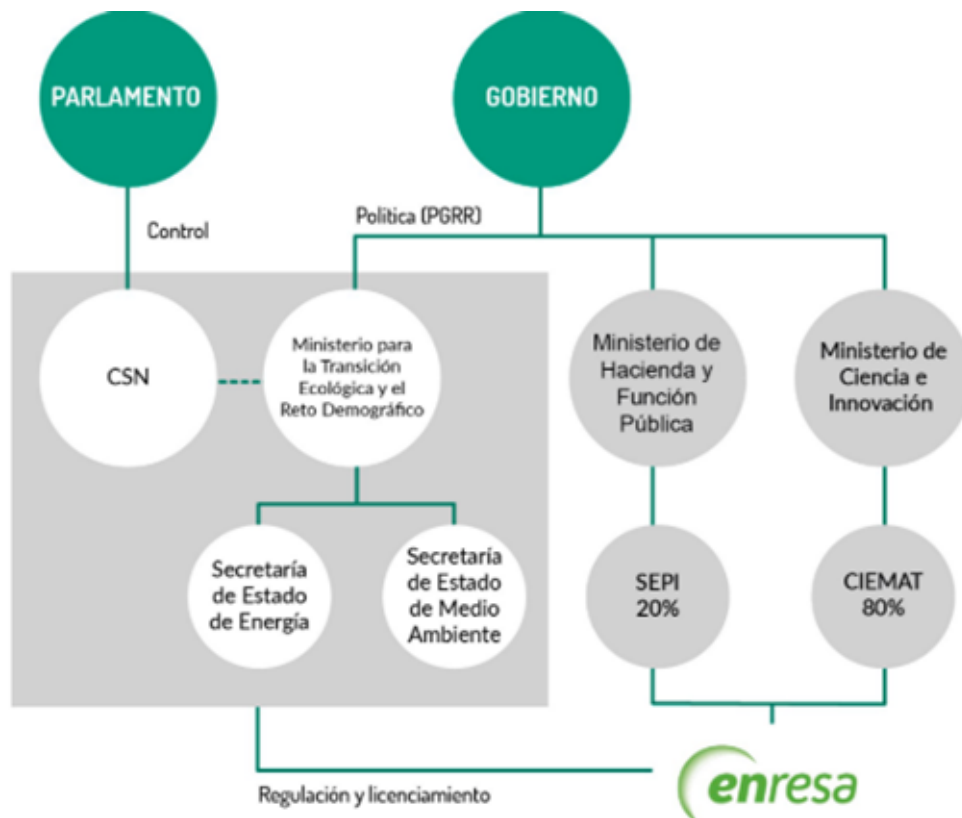 PARLAMENTO
GOBIERNO
Control
Política (PGRR)
CSN
Ministerio para
la Transición
Ecológica y el
Reto Demográfico
Ministerio de
Hacienda y
Función
Pública
Ministerio de
Ciencia e
Innovación
Secretaría
de Estado
de Energía
Secretaría
de Estado
de Medio
Ambiente
SEPI
20%
CIEMAT
80%
Regulación y licenciamiento
enresa